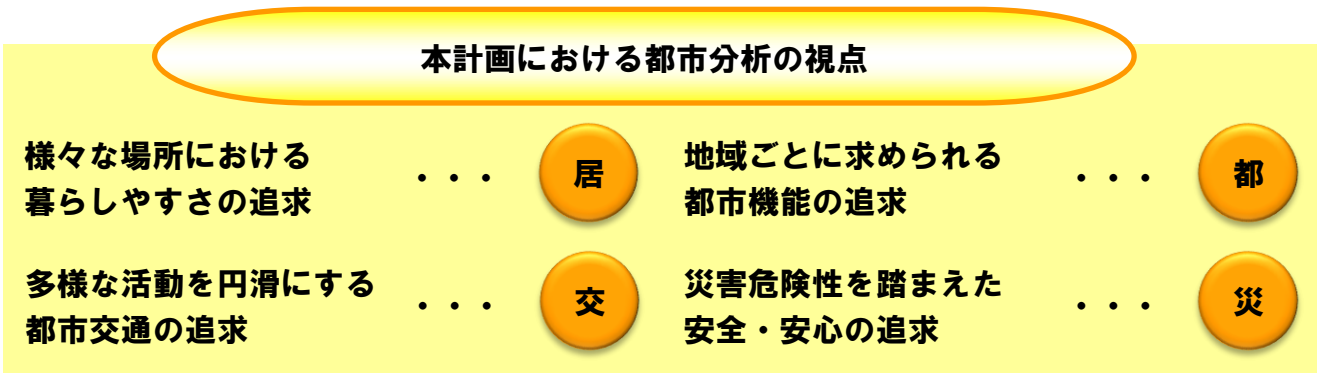 本計画における都市分析の視点
様々な場所における
暮らしやすさの追求
・・・
居
地域ごとに求められる
都市機能の追求
・・・
都
多様な活動を円滑にする
都市交通の追求
・・・
交
災害危険性を踏まえた
安全・安心の追求
・・・
災